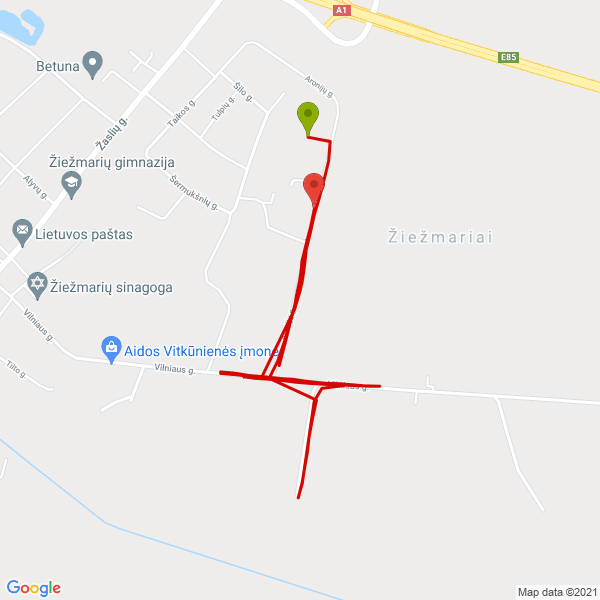 A1
E85
Betuna
Aronijų g.
Šilo g.
Tulpių g.
Taikos g.
Žaslių g.
Žiežmarių gimnazija
Alyvų g.
Šermukšnių g.
Lietuvos paštas
Žiežmariai
Žiežmarių sinagoga
Vilniaus g.
Aidos Vitkūnienės įmonė
Tilto g.
Vilniaus g.
Google
Map data ©2021